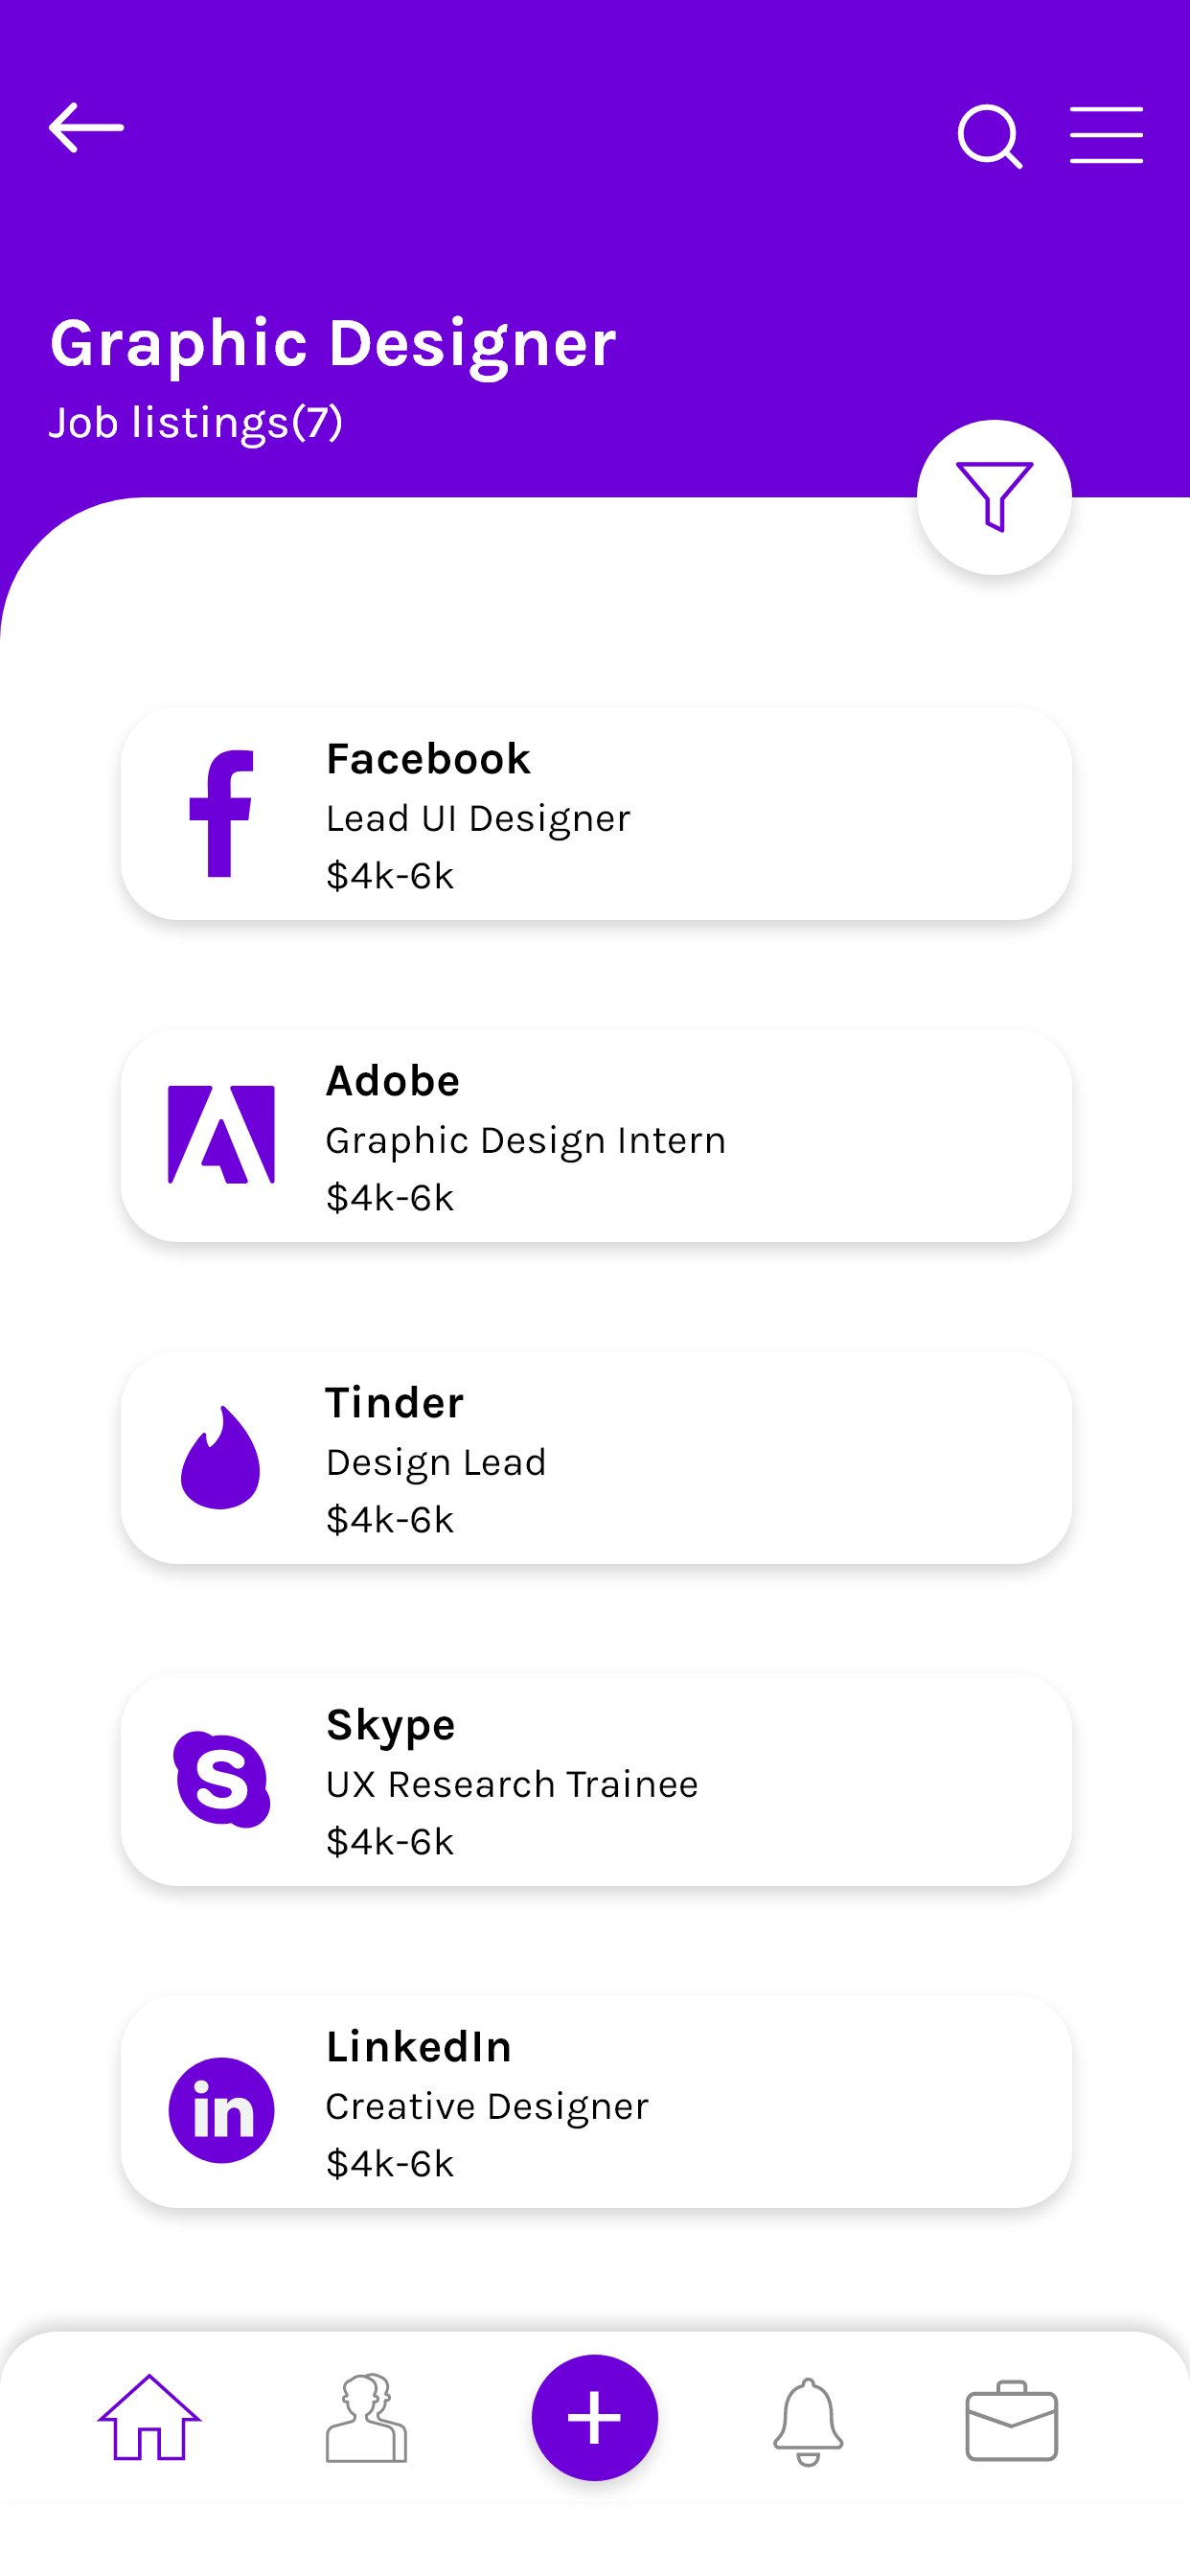 Graphic Designer
Job listings(7)
Facebook
Lead UI Designer
$4k-6k
Adobe
Graphic Design Intern
$4k-6k
Tinder
Design Lead
$4k-6k
Skype
UX Research Trainee
$4k-6k
LinkedIn
Creative Designer
$4k-6k